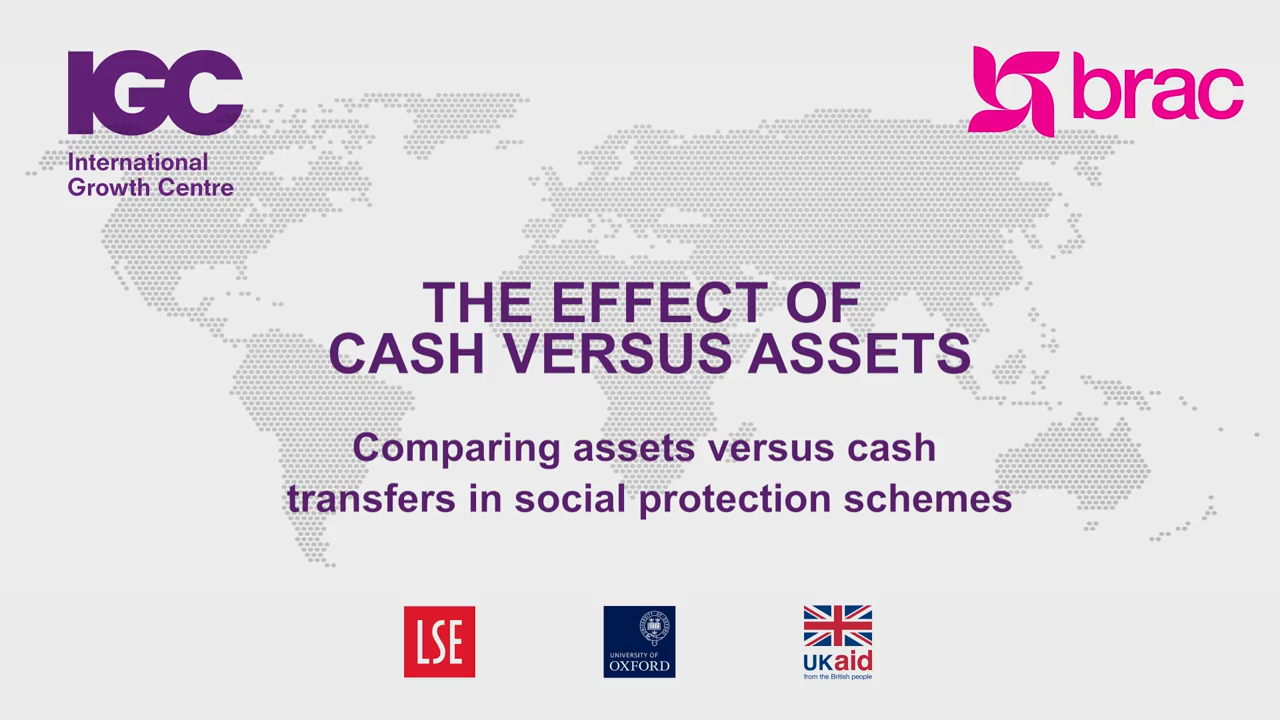 IGC
International
Growth Centre
brac
THE EFFECT OF
CASH VERSUS ASSETS
Comparing assets versus cash
transfers in social protection schemes
LSE
UNIVERSITY OF
OXFORD
UKaid
from the British people